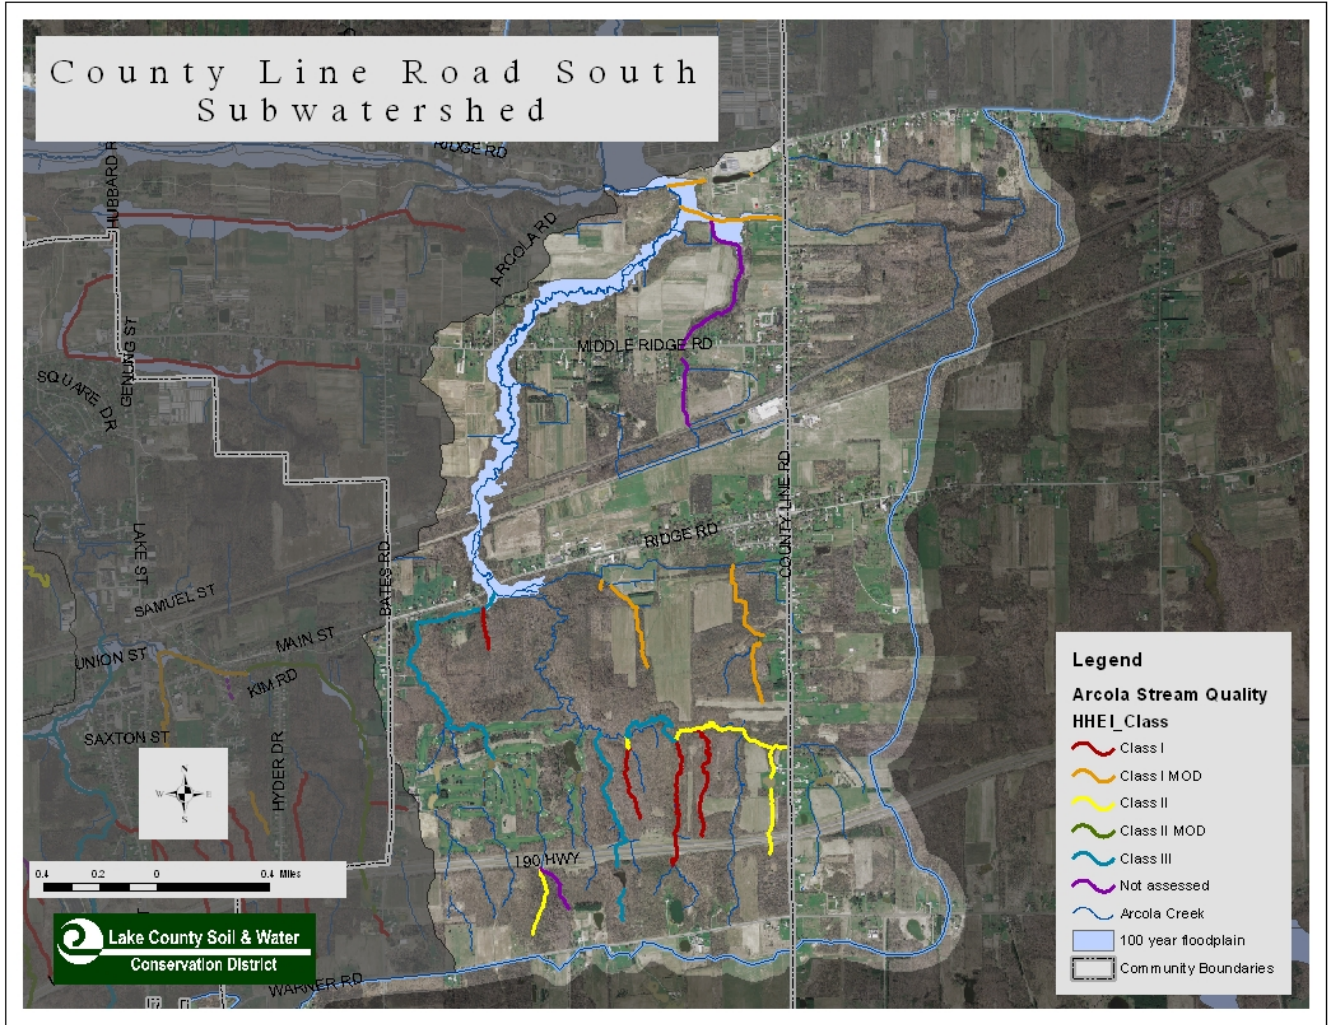 County Line Road South
Subwatershed
RIDGE RD
HUBBARD R
ARCOLA RD
GENUNG ST
MIDDLE RIDGE RD
SQUARE DR
COUNTY LINE RD
RIDGE RD
LAKE ST
BATES RD
SAMUEL ST
MAIN ST
UNION ST
KIM RD
SAXTON ST
HYDER DR
N
W E
S
190 HWY
0.4 0.2 0 0.4 Miles
Lake County Soil & Water
Conservation District
WARNER RD
Legend
Arcola Stream Quality
HHEI_Class
Class I
Class I MOD
Class II
Class II MOD
Class III
Not assessed
Arcola Creek
100 year floodplain
Community Boundaries